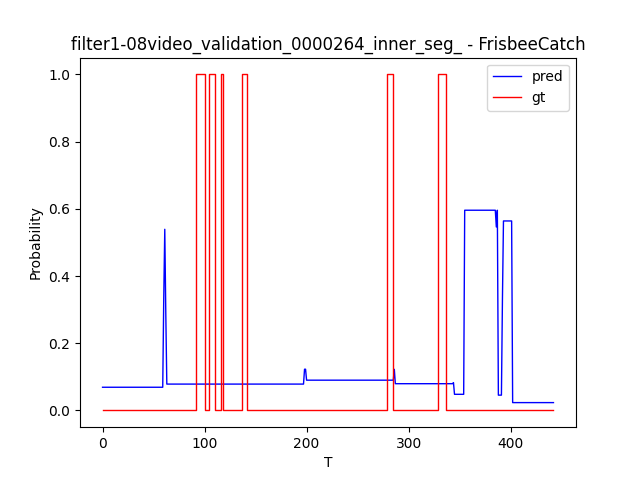 filter1-08video_validation_0000264_inner_seg_ - FrisbeeCatch
pred
gt
1.0
0.8
0.6
0.4
0.2
0.0
Probability
0
100
200
300
400
T